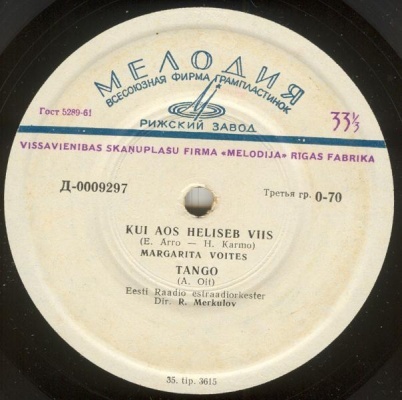 МЕЛОДИЯ
ВСЕСОЮЗНАЯ ФИРМА ГРАМПЛАСТИНОК
Гост 5289-61
РИЖСКИЙ ЗАВОД
33⅓
VISSAVIENIBAS SKAŅUPLAŠU FIRMA «MELODIJA» RIGAS FABRIKA
Д-0009297
Третья гр. 0-70
KUI AOS HELISEB VIIS
(E. Arro — H. Karmo)
MARGARITA VOITES
TANGO
(A. Oit)
Eesti Raadio estraadiorkester
Dir. R. Merkulov
35. tip. 3615